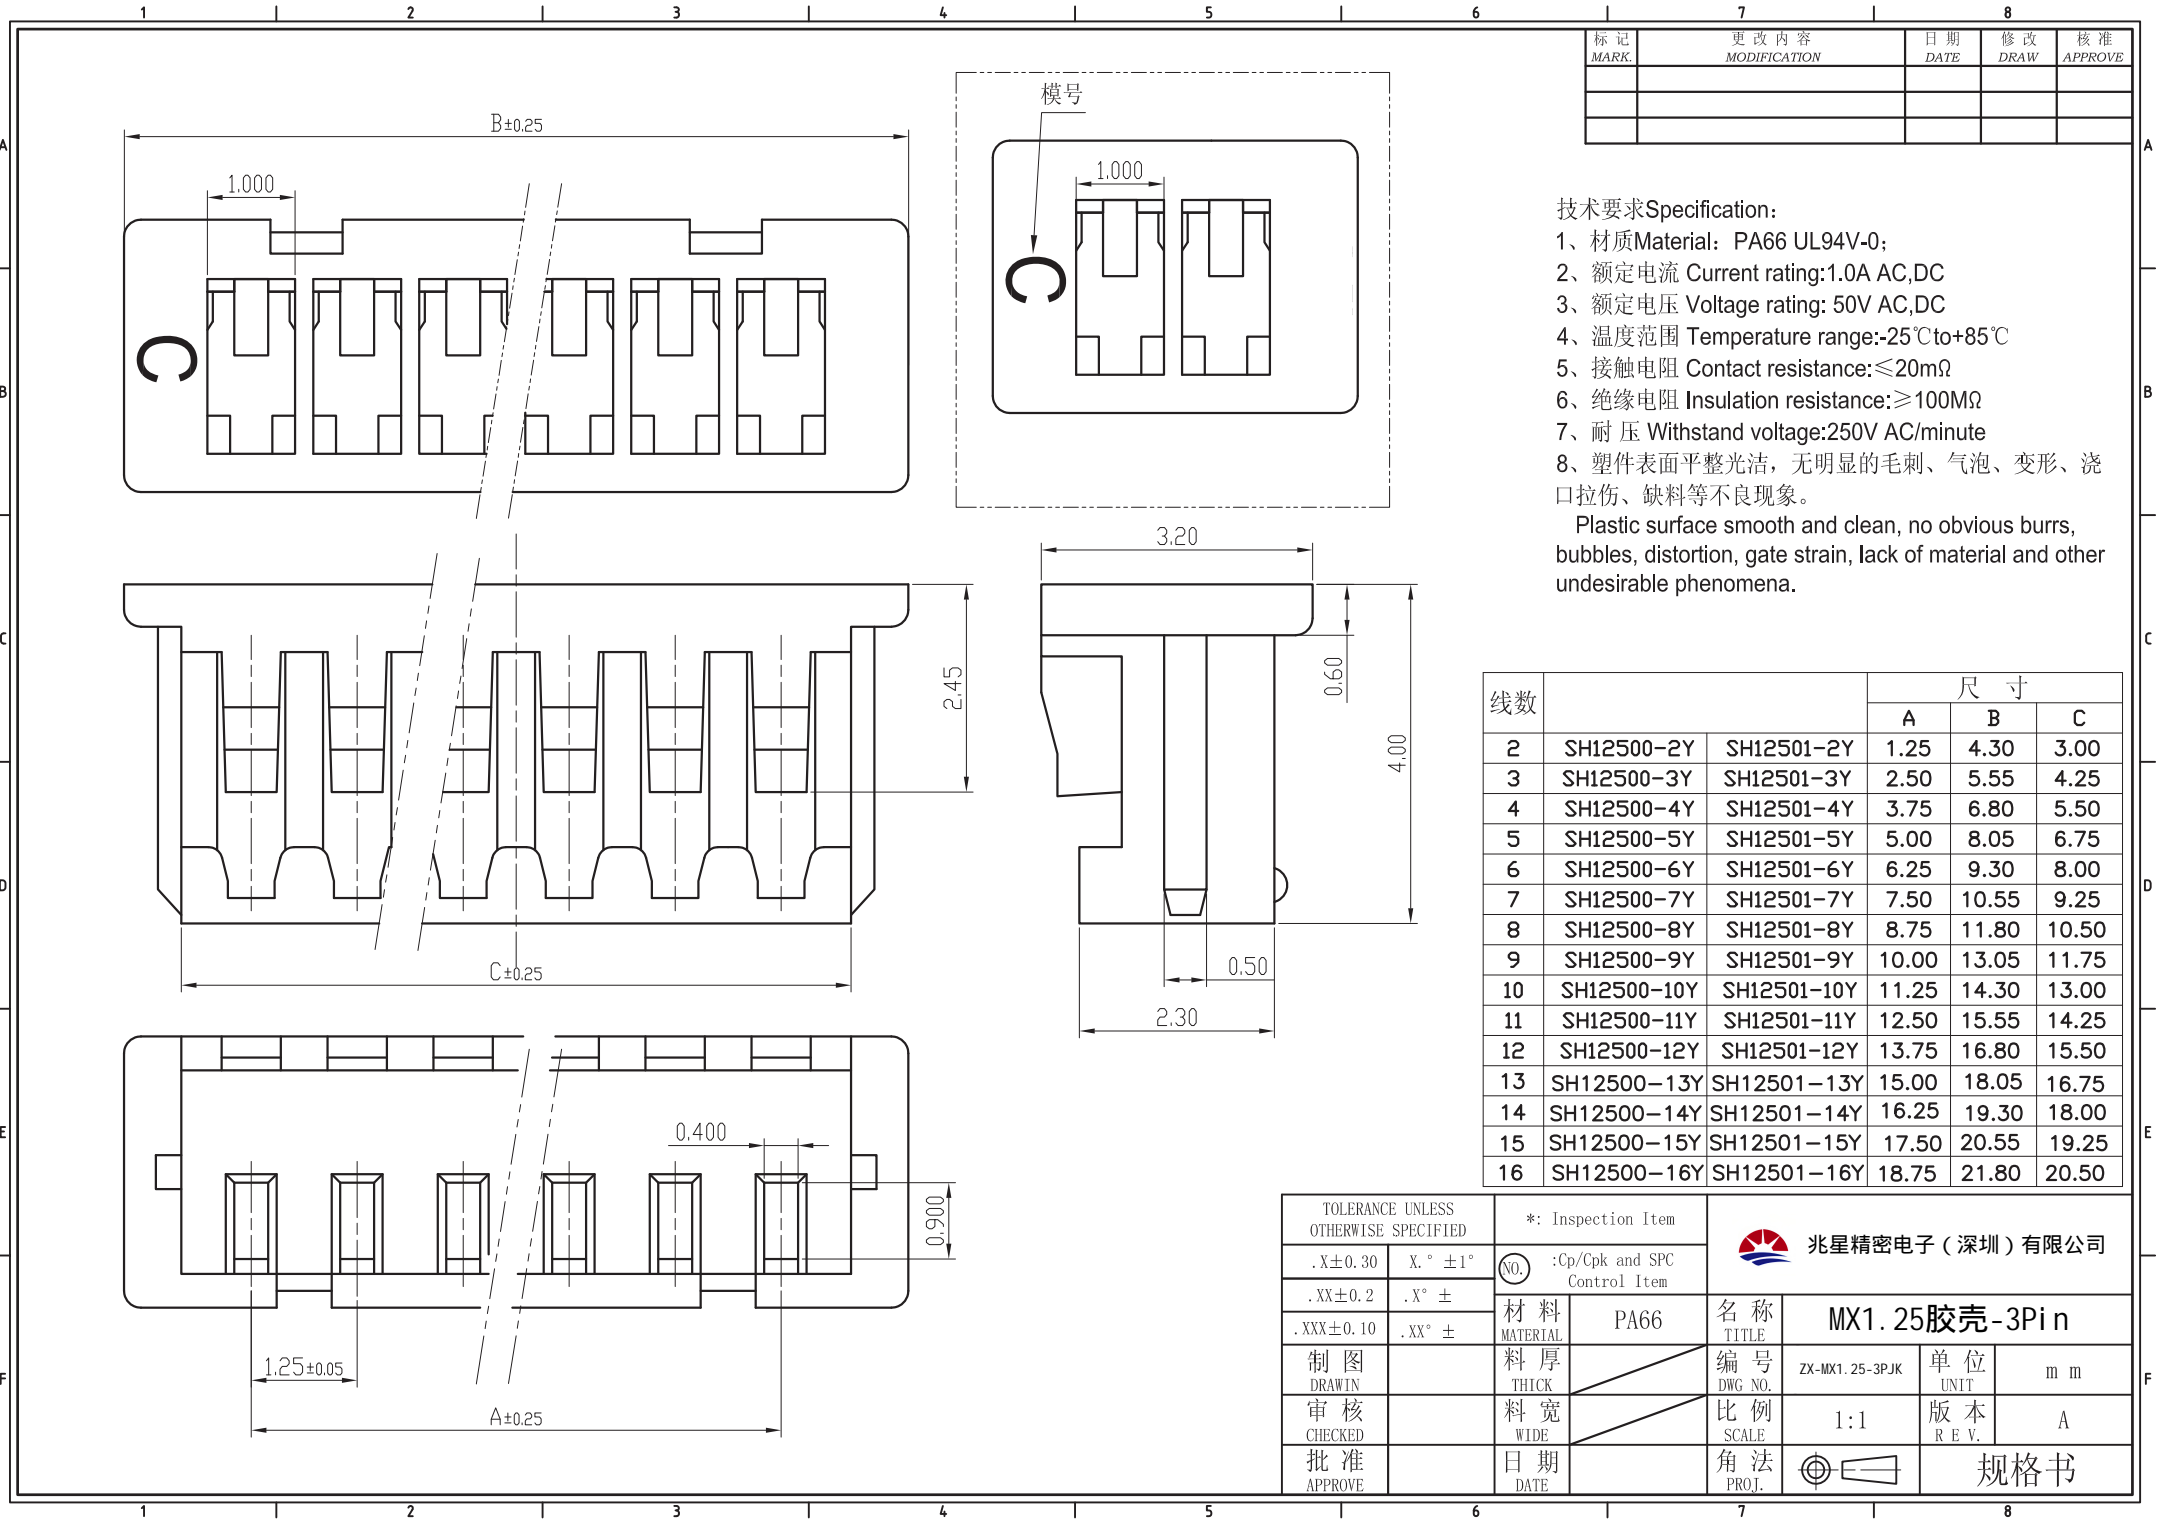 1 2 3 4 5 6 7 8
A B C D E F
标记 更改内容 日期 修改 核准
MARK. MODIFICATION DATE DRAW APPROVE
模号
B±0.25
1.000
C
1.000
C
技术要求Specification：
1、材质Material：PA66 UL94V-0；
2、额定电流 Current rating:1.0A AC,DC
3、额定电压 Voltage rating: 50V AC,DC
4、温度范围 Temperature range:-25℃to+85℃
5、接触电阻 Contact resistance:≤20mΩ
6、绝缘电阻 Insulation resistance:≥100MΩ
7、耐 压 Withstand voltage:250V AC/minute
8、塑件表面平整光洁，无明显的毛刺、气泡、变形、浇
口拉伤、缺料等不良现象。
Plastic surface smooth and clean, no obvious burrs,
bubbles, distortion, gate strain, lack of material and other
undesirable phenomena.
3.20
2.45
0.60
4.00
C±0.25
0.50
2.30
0.400
0.900
1.25±0.05
A±0.25
线数 尺 寸
A B C
2 SH12500-2Y SH12501-2Y 1.25 4.30 3.00
3 SH12500-3Y SH12501-3Y 2.50 5.55 4.25
4 SH12500-4Y SH12501-4Y 3.75 6.80 5.50
5 SH12500-5Y SH12501-5Y 5.00 8.05 6.75
6 SH12500-6Y SH12501-6Y 6.25 9.30 8.00
7 SH12500-7Y SH12501-7Y 7.50 10.55 9.25
8 SH12500-8Y SH12501-8Y 8.75 11.80 10.50
9 SH12500-9Y SH12501-9Y 10.00 13.05 11.75
10 SH12500-10Y SH12501-10Y 11.25 14.30 13.00
11 SH12500-11Y SH12501-11Y 12.50 15.55 14.25
12 SH12500-12Y SH12501-12Y 13.75 16.80 15.50
13 SH12500-13Y SH12501-13Y 15.00 18.05 16.75
14 SH12500-14Y SH12501-14Y 16.25 19.30 18.00
15 SH12500-15Y SH12501-15Y 17.50 20.55 19.25
16 SH12500-16Y SH12501-16Y 18.75 21.80 20.50
TOLERANCE UNLESS
OTHERWISE SPECIFIED
.X±0.30 X.° ±1°
.XX±0.2 .X° ±
.XXX±0.10 .XX° ±
*: Inspection Item
NO. :Cp/Cpk and SPC
Control Item
兆星精密电子（深圳）有限公司
材料 MATERIAL PA66
名称 TITLE MX1.25胶壳-3Pin
制图 DRAWIN
料厚 THICK
编号 DWG NO. ZX-MX1.25-3PJK
单位 UNIT mm
审核 CHECKED
料宽 WIDE
比例 SCALE 1:1
版本 REV. A
批准 APPROVE
日期 DATE
角法 PROJ.
规格书
1 2 3 4 5 6 7 8
A B C D E F